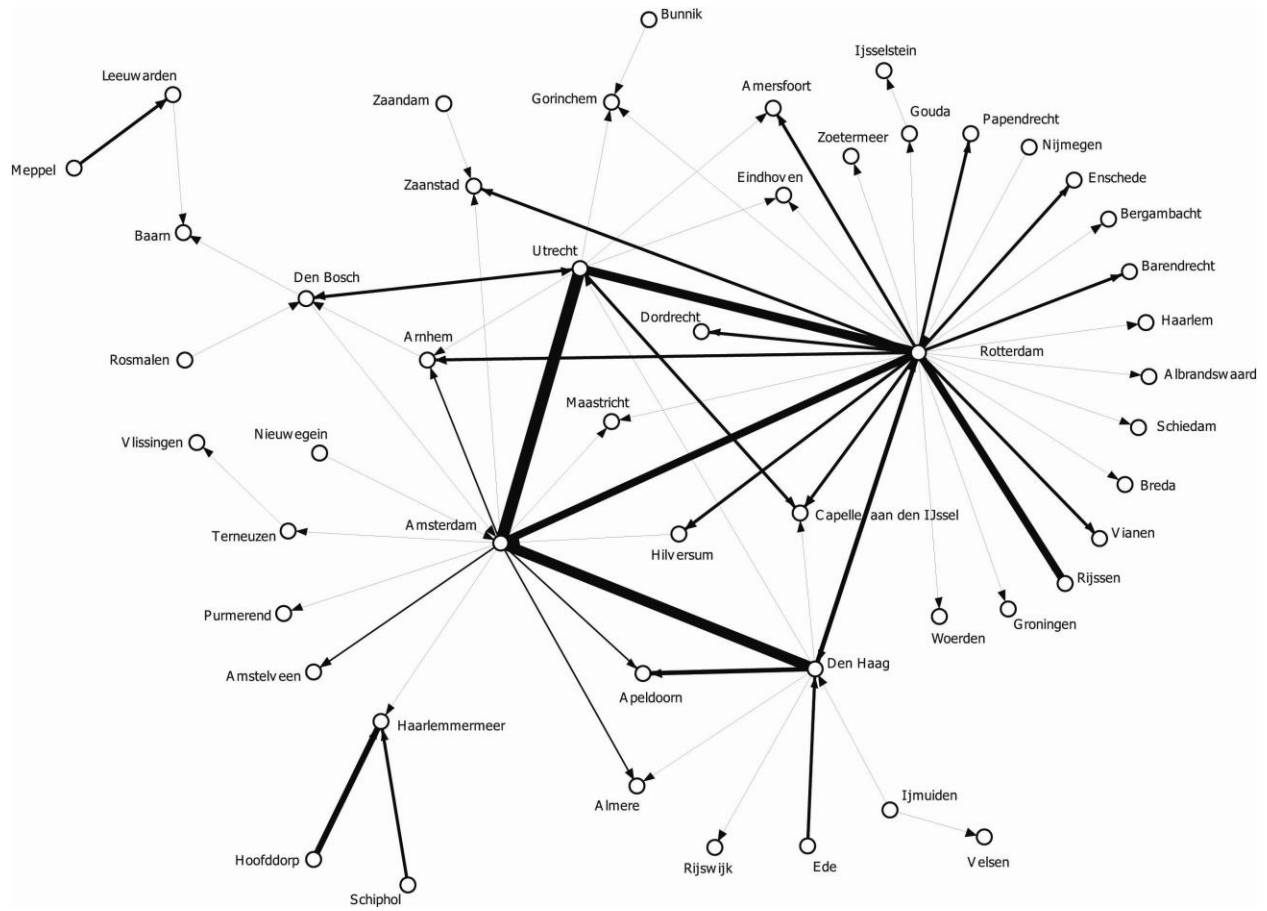 Bunnik
Ijsselstein
Leeuwarden
Zaandam
Gorinchem
Amersfoort
Gouda
Papendrecht
Zoetermeer
Nijmegen
Meppel
Zaanstad
Eindhoven
Enschede
Bergambacht
Baarn
Utrecht
Den Bosch
Barendrecht
Dordrecht
Haarlem
Arnhem
Rotterdam
Rosmalen
Albrandswaard
Maastricht
Schiedam
Nieuwegein
Vlissingen
Breda
Amsterdam
Capelle aan den IJssel
Terneuzen
Hilversum
Vianen
Rijssen
Purmerend
Woerden
Groningen
Den Haag
Amstelveen
Apeldoorn
Haarlemmermeer
Ijmuiden
Almere
Hoofddorp
Rijswijk
Ede
Velsen
Schiphol